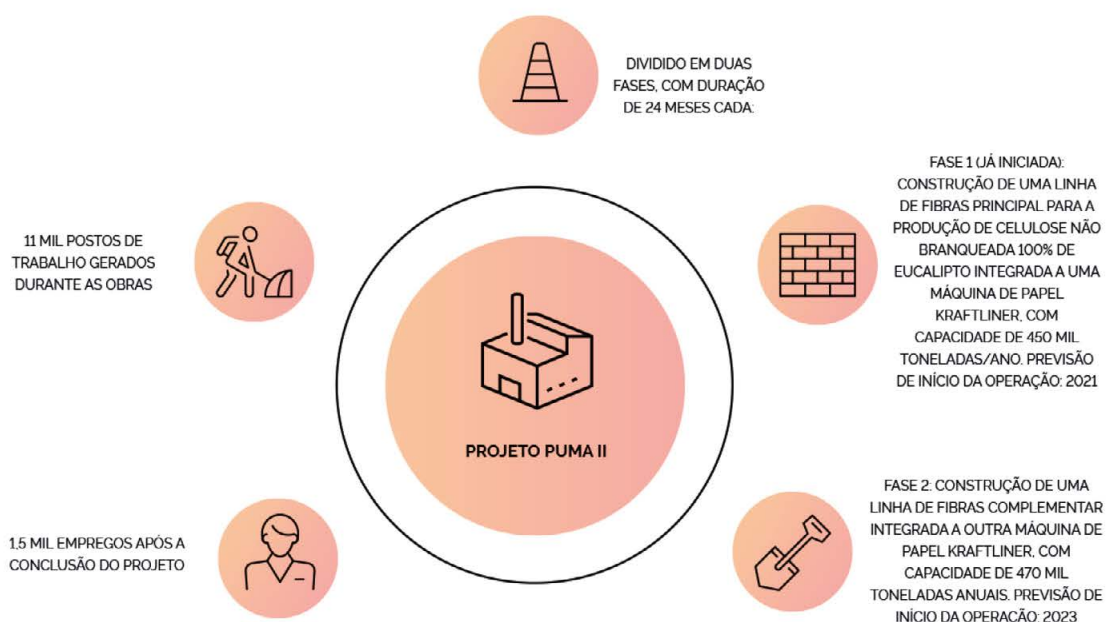 DIVIDIDO EM DUAS
FASES, COM DURAÇÃO
DE 24 MESES CADA:
FASE 1 (JÁ INICIADA):
CONSTRUÇÃO DE UMA LINHA
DE FIBRAS PRINCIPAL PARA A
PRODUÇÃO DE CELULOSE NÃO
BRANQUEADA 100% DE
EUCALIPTO INTEGRADA A UMA
MÁQUINA DE PAPEL
KRAFTLINER, COM
CAPACIDADE DE 450 MIL
TONELADAS/ANO. PREVISÃO
DE INÍCIO DA OPERAÇÃO: 2021
11 MIL POSTOS DE
TRABALHO GERADOS
DURANTE AS OBRAS
PROJETO PUMA II
FASE 2: CONSTRUÇÃO DE UMA
LINHA DE FIBRAS COMPLEMENTAR
INTEGRADA A OUTRA MÁQUINA DE
PAPEL KRAFTLINER, COM
CAPACIDADE DE 470 MIL
TONELADAS ANUAIS. PREVISÃO DE
INÍCIO DA OPERAÇÃO: 2023
1,5 MIL EMPREGOS APÓS A
CONCLUSÃO DO PROJETO